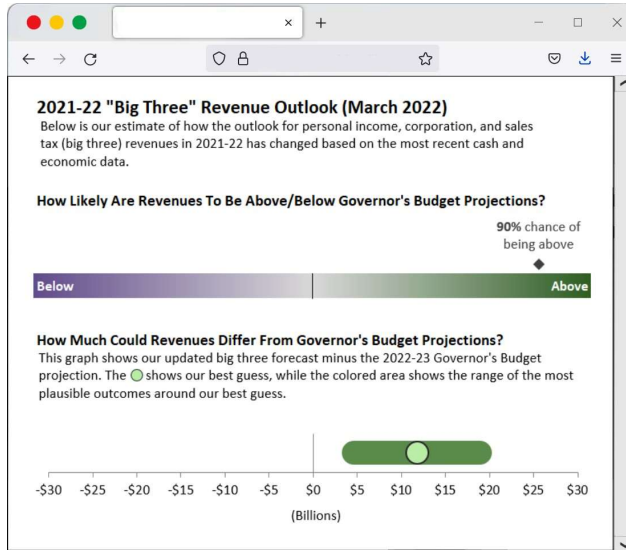 2021-22 "Big Three" Revenue Outlook (March 2022)
Below is our estimate of how the outlook for personal income, corporation, and sales
tax (big three) revenues in 2021-22 has changed based on the most recent cash and
economic data.
How Likely Are Revenues To Be Above/Below Governor's Budget Projections?
90% chance of
being above
Below Above
How Much Could Revenues Differ From Governor's Budget Projections?
This graph shows our updated big three forecast minus the 2022-23 Governor's Budget
projection. The shows our best guess, while the colored area shows the range of the most
plausible outcomes around our best guess.
-$30 -$25 -$20 -$15 -$10 -$5 $0 $5 $10 $15 $20 $25 $30
(Billions)